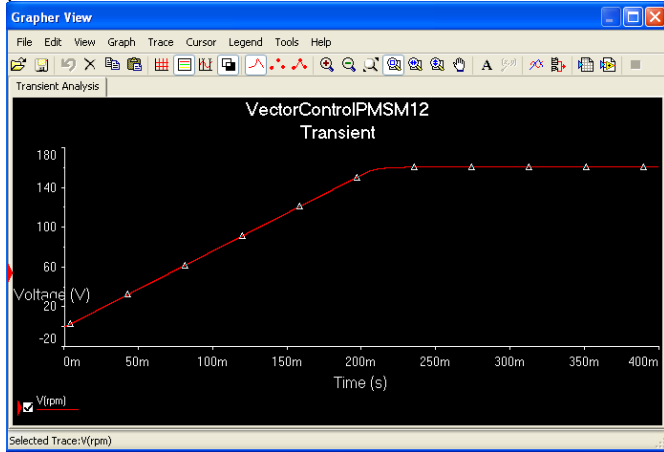 Grapher View
File Edit View Graph Trace Cursor Legend Tools Help
A
Transient Analysis
VectorControlPMSM12
Transient
180
140
100
60
Voltage (V)
20
-20
0m 50m 100m 150m 200m 250m 300m 350m 400m
Time (s)
V(rpm)
Selected Trace:V(rpm)